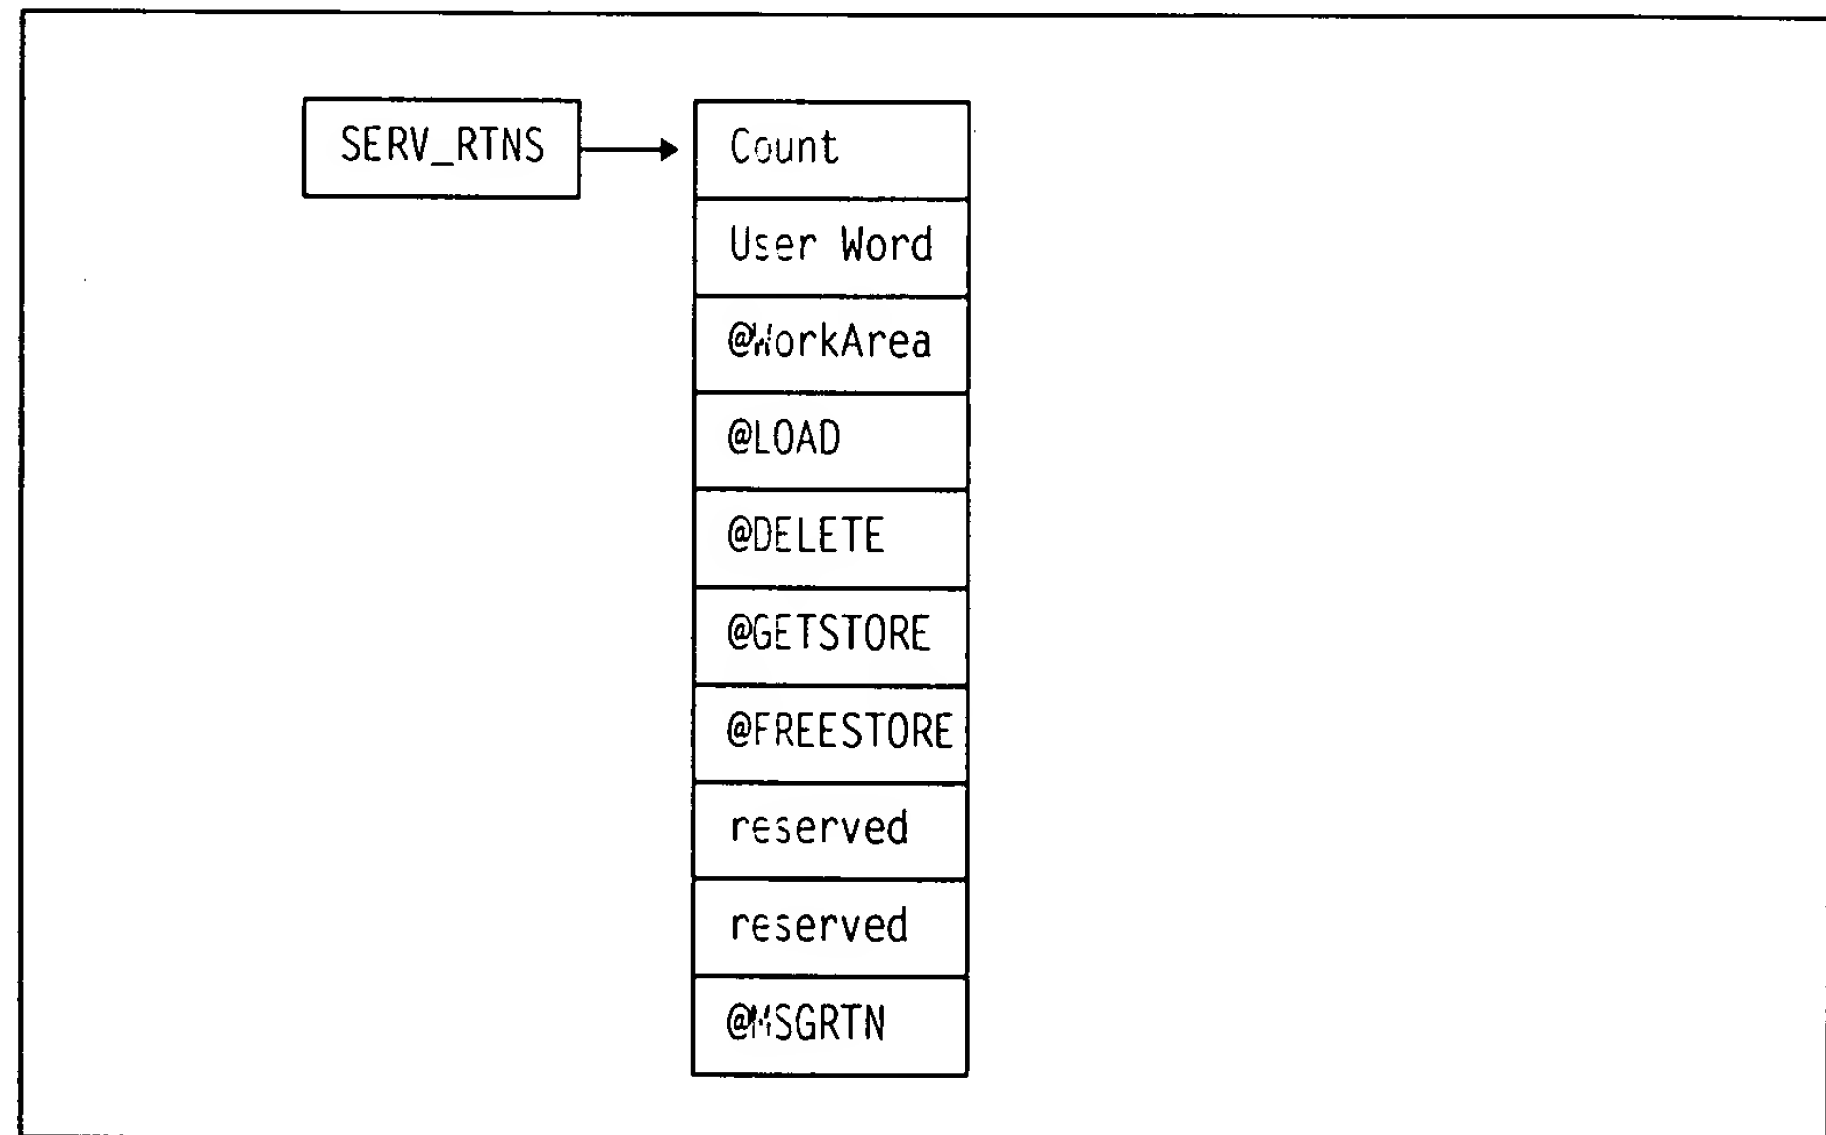 SERV_RTNS
Count
User Word
@WorkArea
@LOAD
@DELETE
@GETSTORE
@FREESTORE
reserved
reserved
@MSGRTN